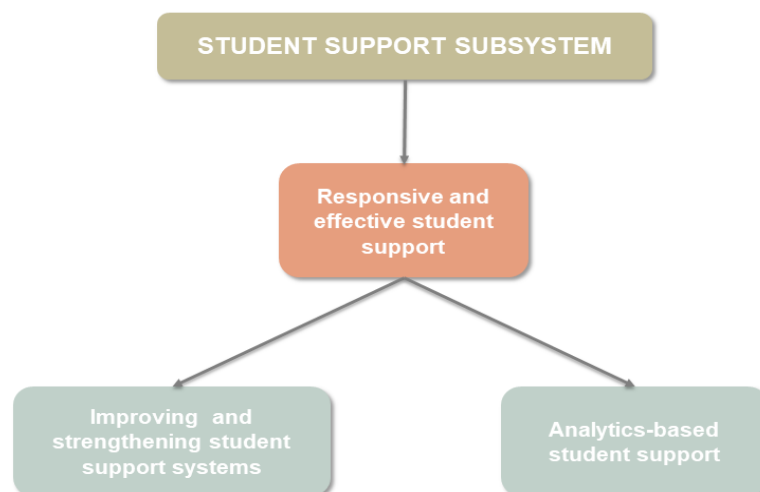 STUDENT SUPPORT SUBSYSTEM
Responsive and
effective student
support
Improving and
strengthening student
support systems
Analytics-based
student support